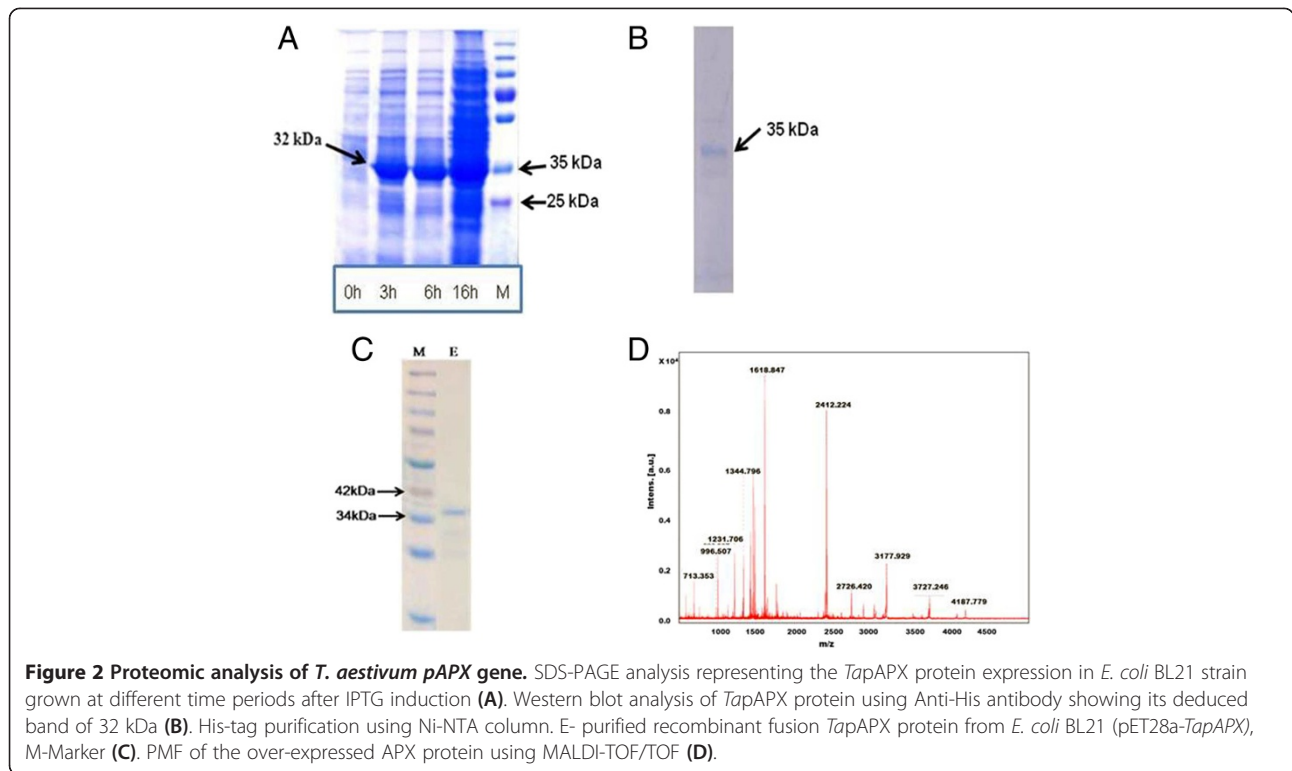 A
32 kDa
35 kDa
25 kDa
0h 3h 6h 16h M
B
35 kDa
C
M E
42kDa
34kDa
D
X 10⁴
Intens. [a.u.]
0.8
0.6
0.4
0.2
0.0
713.353
996.507
1231.706
1344.796
1618.847
2412.224
2726.420
3177.929
3727.246
4187.779
1000 1500 2000 2500 3000 3500 4000 4500
m/z
Figure 2 Proteomic analysis of T. aestivum pAPX gene. SDS-PAGE analysis representing the TapAPX protein expression in E. coli BL21 strain
grown at different time periods after IPTG induction (A). Western blot analysis of TapAPX protein using Anti-His antibody showing its deduced
band of 32 kDa (B). His-tag purification using Ni-NTA column. E- purified recombinant fusion TapAPX protein from E. coli BL21 (pET28a-TapAPX),
M-Marker (C). PMF of the over-expressed APX protein using MALDI-TOF/TOF (D).